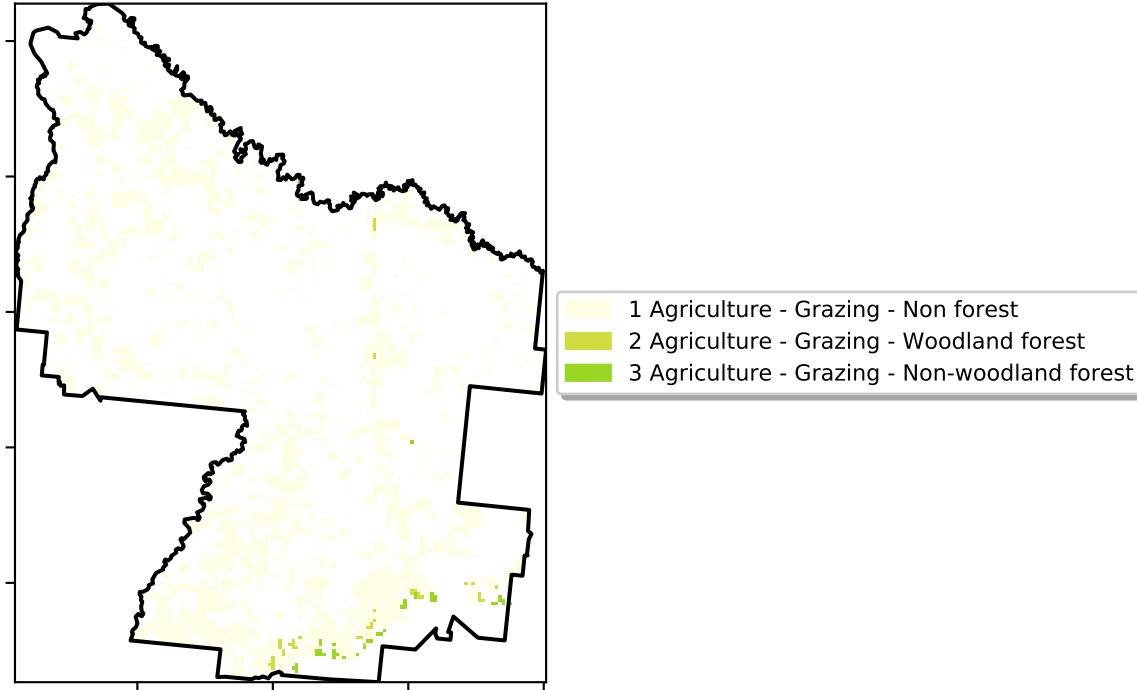 1 Agriculture - Grazing - Non forest
2 Agriculture - Grazing - Woodland forest
3 Agriculture - Grazing - Non-woodland forest